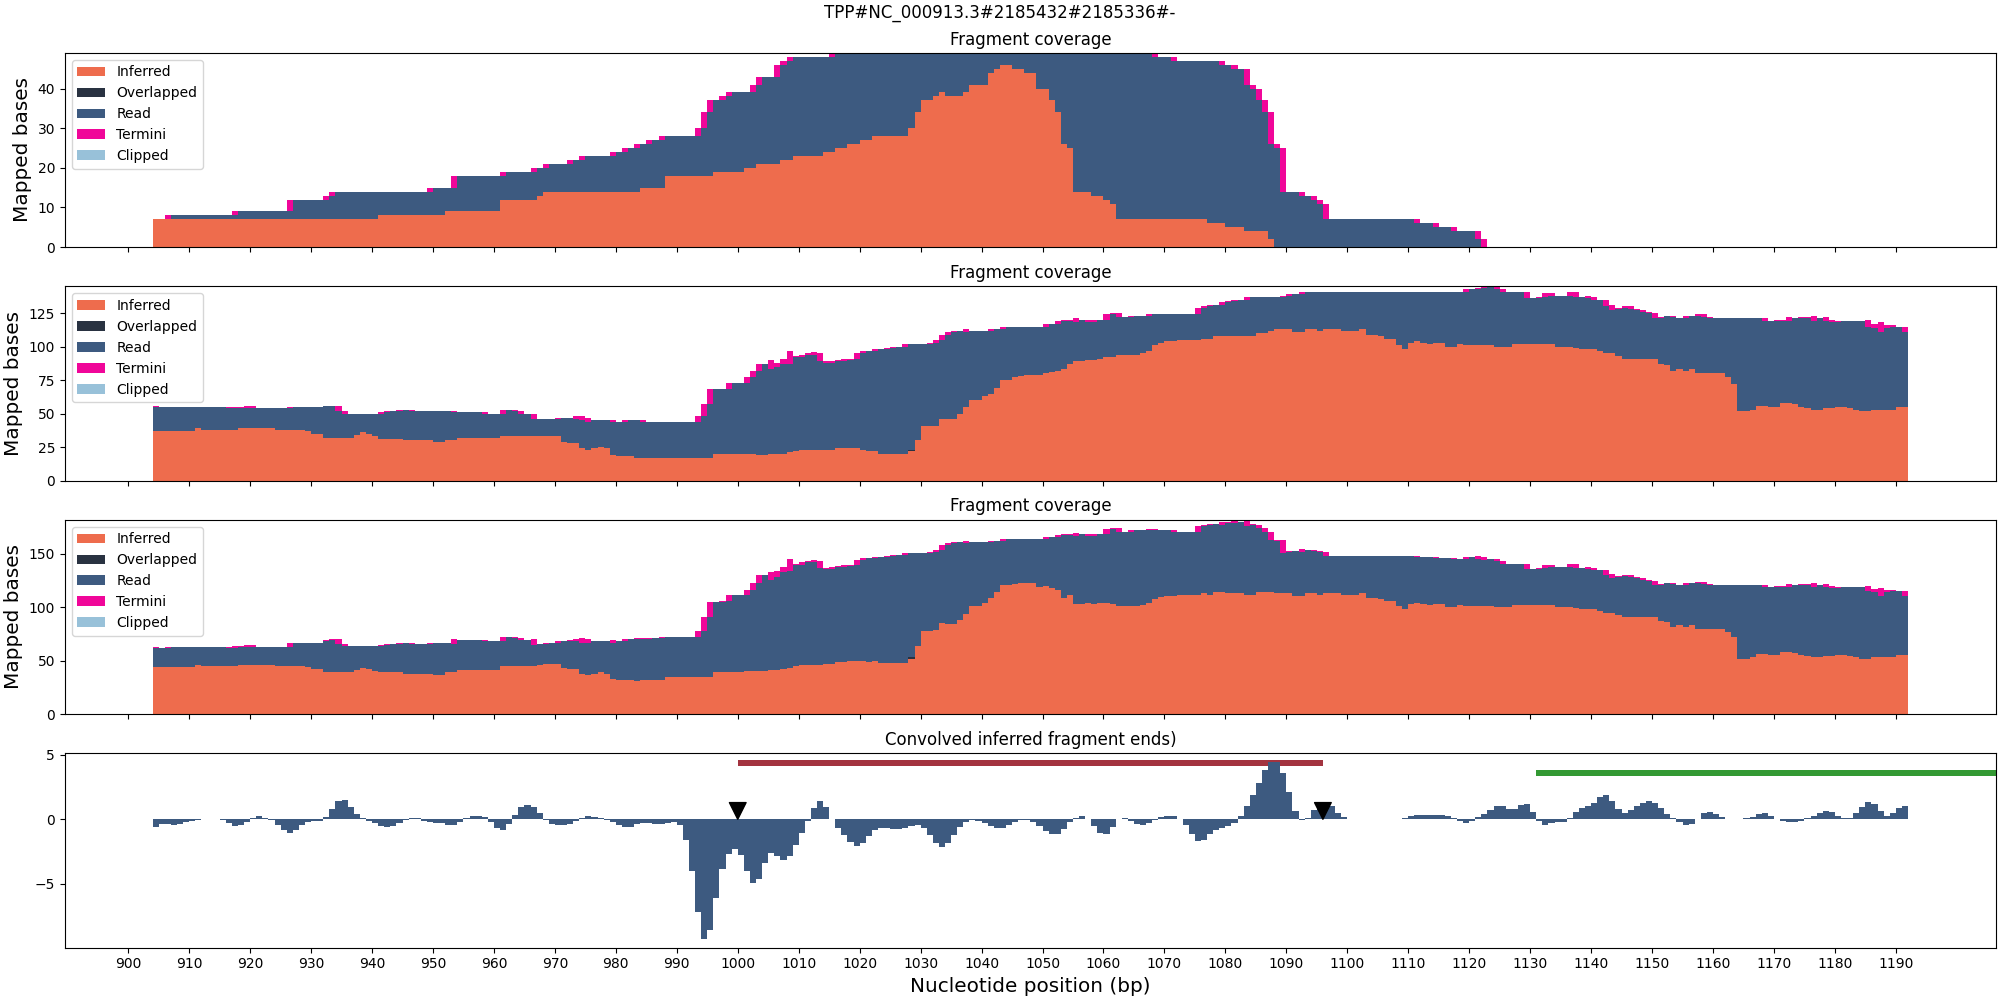 TPP#NC_000913.3#2185432#2185336#-
Fragment coverage
Mapped bases
40
30
20
10
0
Inferred
Overlapped
Read
Termini
Clipped
Fragment coverage
Mapped bases
125
100
75
50
25
0
Inferred
Overlapped
Read
Termini
Clipped
Fragment coverage
Mapped bases
150
100
50
0
Inferred
Overlapped
Read
Termini
Clipped
Convolved inferred fragment ends)
5
0
−5
900 910 920 930 940 950 960 970 980 990 1000 1010 1020 1030 1040 1050 1060 1070 1080 1090 1100 1110 1120 1130 1140 1150 1160 1170 1180 1190
Nucleotide position (bp)